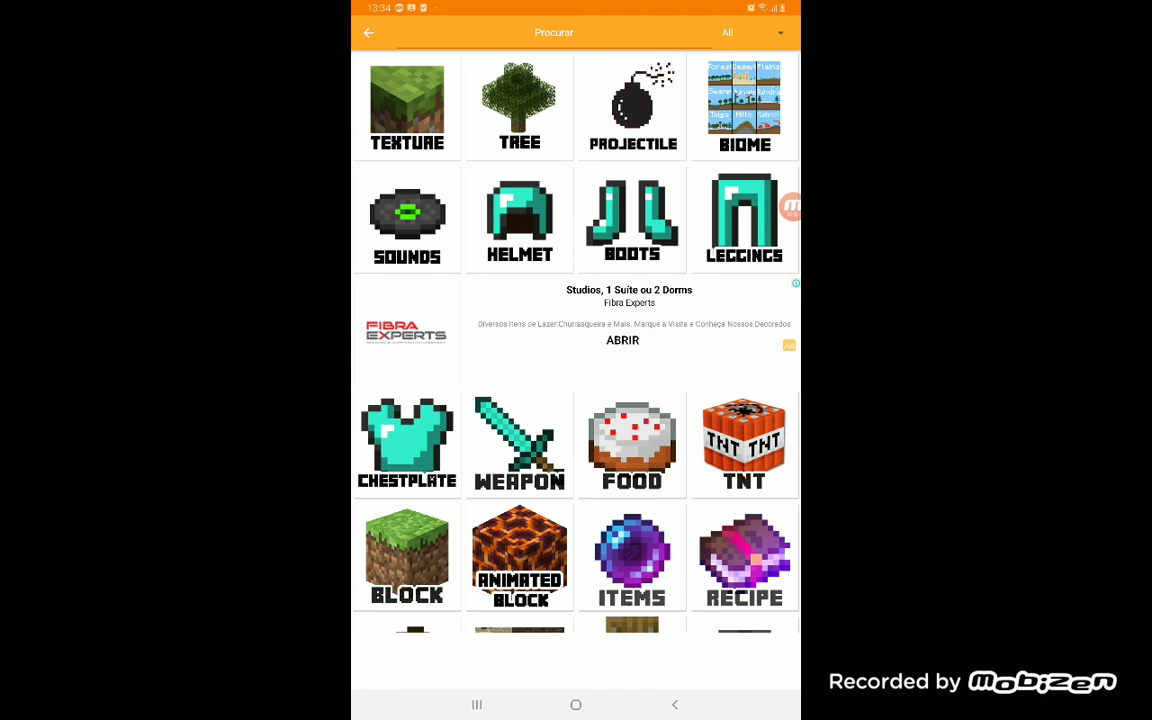 13:34
Procurar
All
TEXTURE
TREE
PROJECTILE
BIOME
SOUNDS
HELMET
BOOTS
LEGGINGS
Studios, 1 Suíte ou 2 Dorms
Fibra Experts
Diversos Itens de Lazer:Churrasqueira e Mais. Marque a Visita e Conheça Nossos Decorados
ABRIR
Ad
FIBRA
EXPERTS
CHESTPLATE
WEAPON
FOOD
TNT TNT
TNT
BLOCK
ANIMATED
BLOCK
ITEMS
RECIPE
Recorded by mobizen